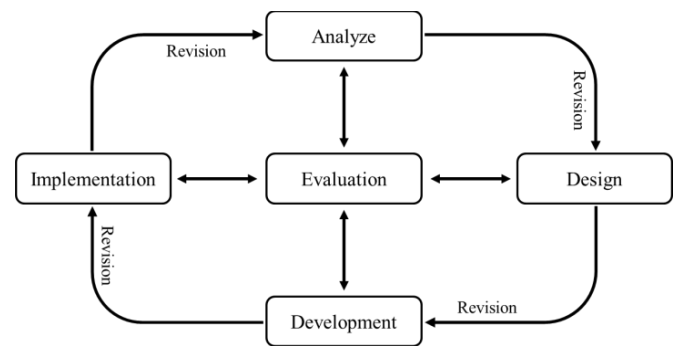 Analyze
Revision
Revision
Implementation
Evaluation
Design
Revision
Revision
Development